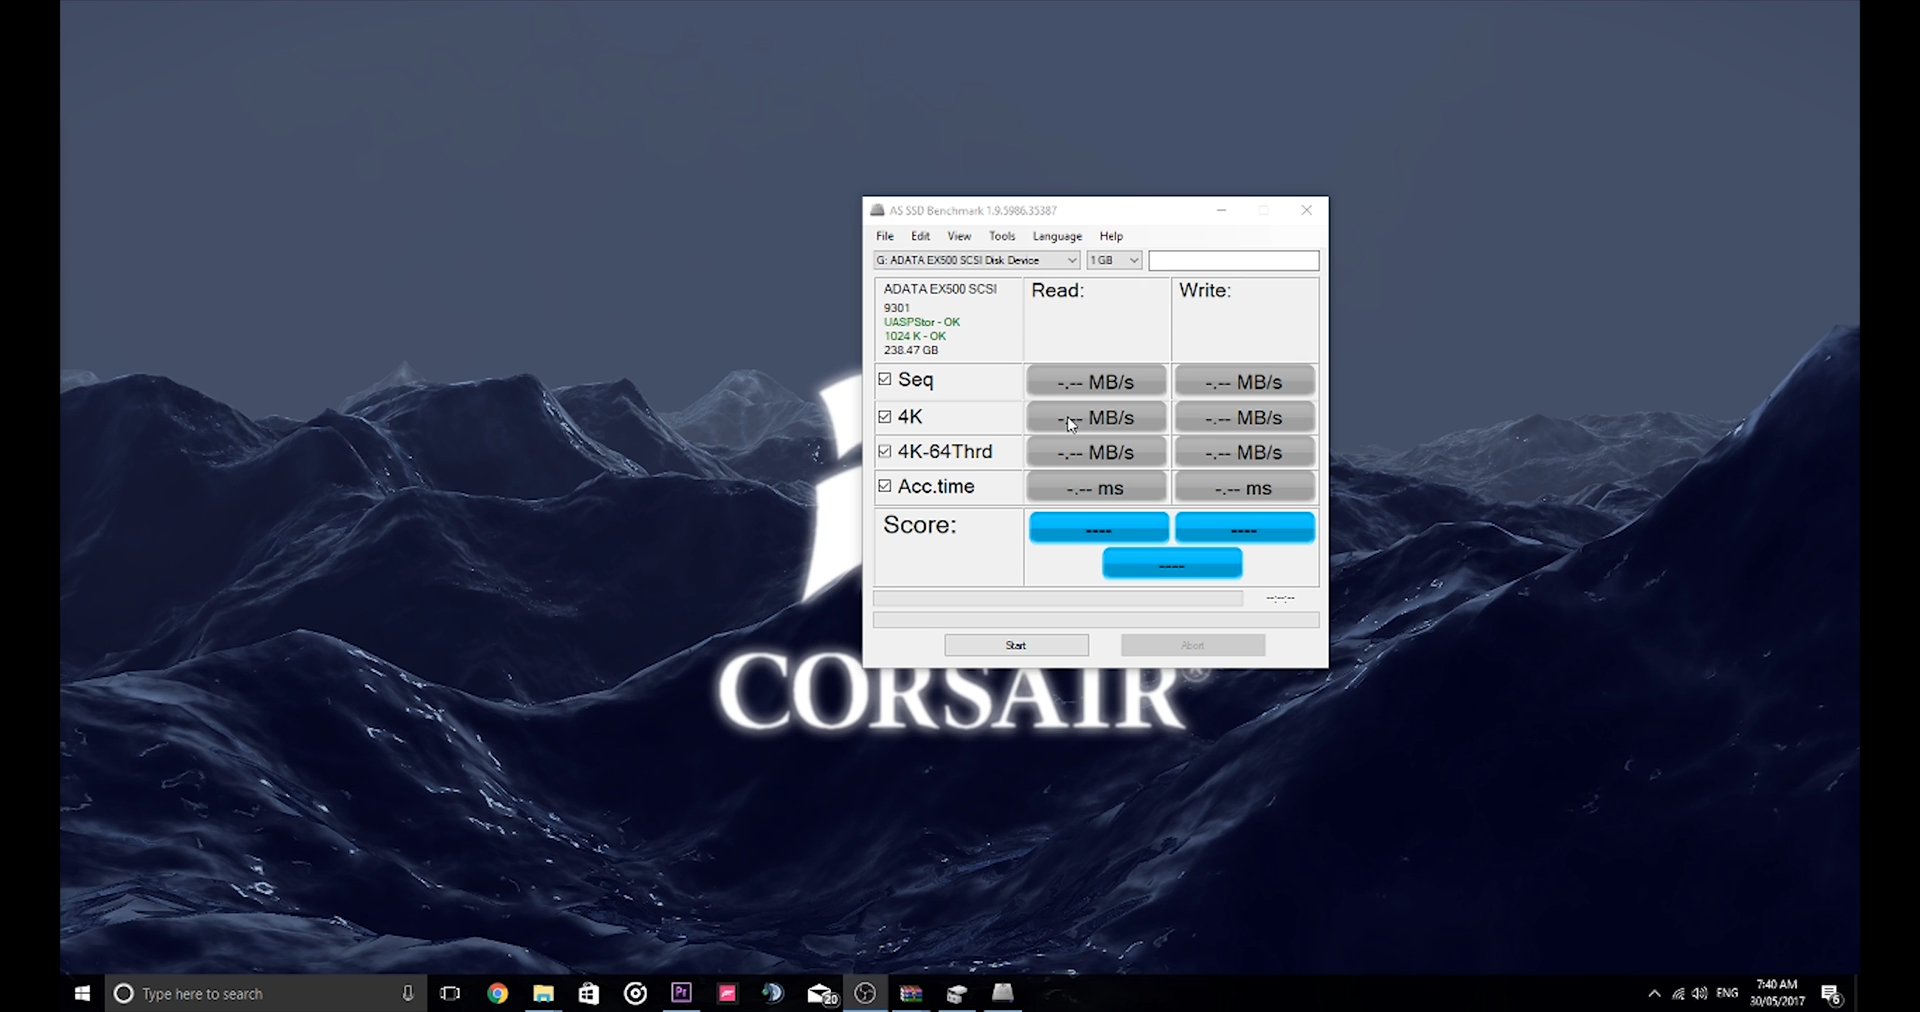 AS SSD Benchmark 1.9.5986.35387
File Edit View Tools Language Help
G: ADATA EX500 SCSI Disk Device 1 GB
ADATA EX500 SCSI
9301
UASPStor - OK
1024 K - OK
238.47 GB
Read:
Write:
Seq -.-- MB/s -.-- MB/s
4K -.-- MB/s -.-- MB/s
4K-64Thrd -.-- MB/s -.-- MB/s
Acc.time -.-- ms -.-- ms
Score: ---- ----
----
--:--:--
Start Abort
CORSAIR
Type here to search
Pr
20
ENG
7:40 AM
30/05/2017
6